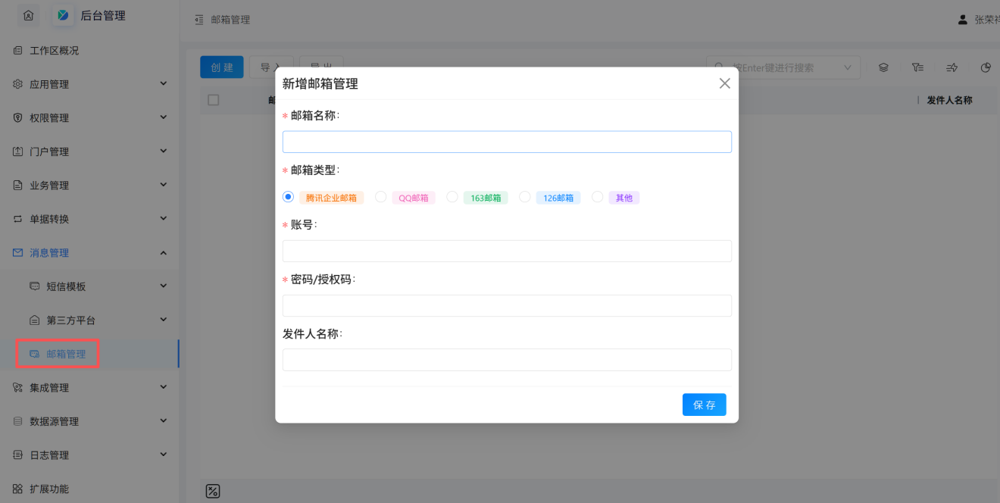 后台管理
邮箱管理
张荣祥
工作区概况
应用管理
权限管理
门户管理
业务管理
单据转换
消息管理
短信模板
第三方平台
邮箱管理
集成管理
数据源管理
日志管理
扩展功能
创 建
导 入
导 出
按Enter键进行搜索
邮
发件人名称
新增邮箱管理
* 邮箱名称:
* 邮箱类型:
腾讯企业邮箱 QQ邮箱 163邮箱 126邮箱 其他
* 账号:
* 密码/授权码:
发件人名称:
保 存